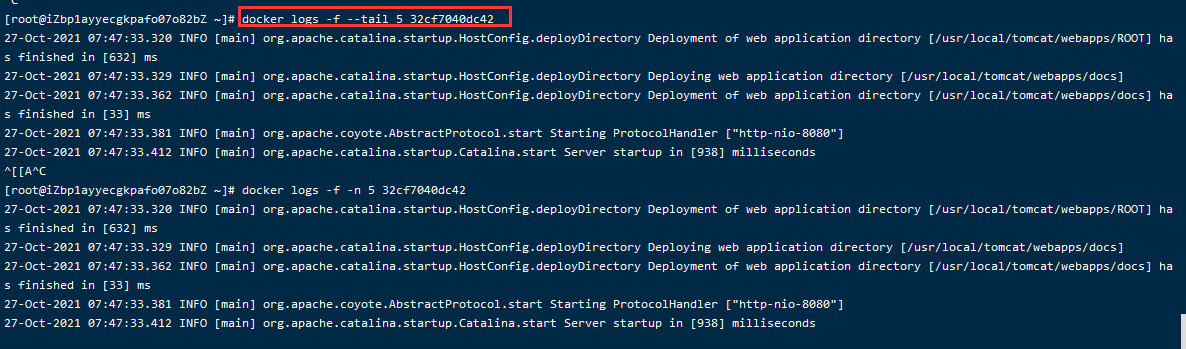 ^C
[root@iZbp1ayyecgkpafo07o82bZ ~]# docker logs -f --tail 5 32cf7040dc42
27-Oct-2021 07:47:33.320 INFO [main] org.apache.catalina.startup.HostConfig.deployDirectory Deployment of web application directory [/usr/local/tomcat/webapps/ROOT] ha
s finished in [632] ms
27-Oct-2021 07:47:33.329 INFO [main] org.apache.catalina.startup.HostConfig.deployDirectory Deploying web application directory [/usr/local/tomcat/webapps/docs]
27-Oct-2021 07:47:33.362 INFO [main] org.apache.catalina.startup.HostConfig.deployDirectory Deployment of web application directory [/usr/local/tomcat/webapps/docs] ha
s finished in [33] ms
27-Oct-2021 07:47:33.381 INFO [main] org.apache.coyote.AbstractProtocol.start Starting ProtocolHandler ["http-nio-8080"]
27-Oct-2021 07:47:33.412 INFO [main] org.apache.catalina.startup.Catalina.start Server startup in [938] milliseconds
^[[A^C
[root@iZbp1ayyecgkpafo07o82bZ ~]# docker logs -f -n 5 32cf7040dc42
27-Oct-2021 07:47:33.320 INFO [main] org.apache.catalina.startup.HostConfig.deployDirectory Deployment of web application directory [/usr/local/tomcat/webapps/ROOT] ha
s finished in [632] ms
27-Oct-2021 07:47:33.329 INFO [main] org.apache.catalina.startup.HostConfig.deployDirectory Deploying web application directory [/usr/local/tomcat/webapps/docs]
27-Oct-2021 07:47:33.362 INFO [main] org.apache.catalina.startup.HostConfig.deployDirectory Deployment of web application directory [/usr/local/tomcat/webapps/docs] ha
s finished in [33] ms
27-Oct-2021 07:47:33.381 INFO [main] org.apache.coyote.AbstractProtocol.start Starting ProtocolHandler ["http-nio-8080"]
27-Oct-2021 07:47:33.412 INFO [main] org.apache.catalina.startup.Catalina.start Server startup in [938] milliseconds